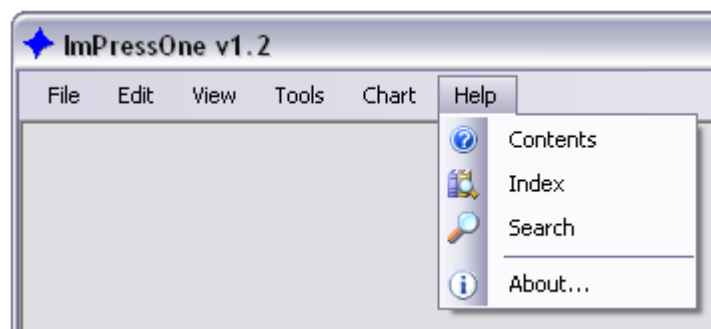 ImPressOne v1.2
File Edit View Tools Chart Help
Contents
Index
Search
About...